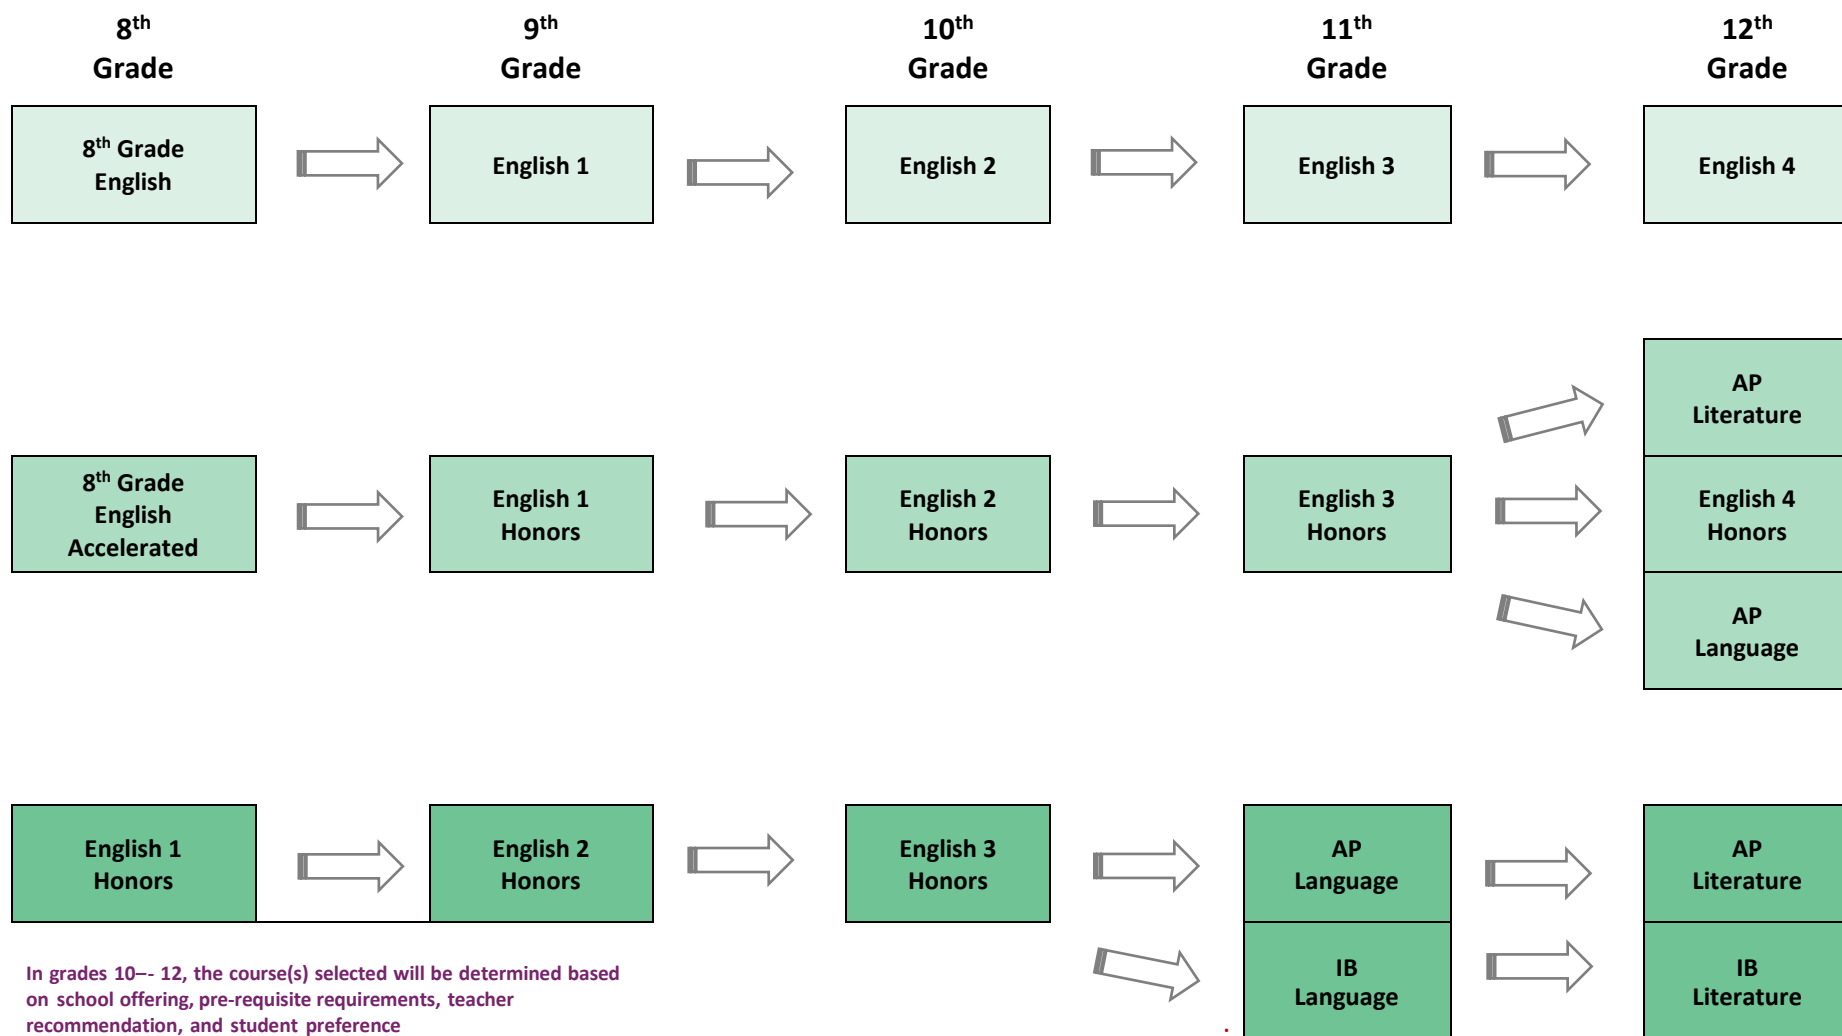 8th
Grade
9th
Grade
10th
Grade
11th
Grade
12th
Grade
8th Grade
English
English 1
English 2
English 3
English 4
AP
Literature
8th Grade
English
Accelerated
English 1
Honors
English 2
Honors
English 3
Honors
English 4
Honors
AP
Language
English 1
Honors
English 2
Honors
English 3
Honors
AP
Language
AP
Literature
IB
Language
IB
Literature
In grades 10–- 12, the course(s) selected will be determined based
on school offering, pre-requisite requirements, teacher
recommendation, and student preference
.